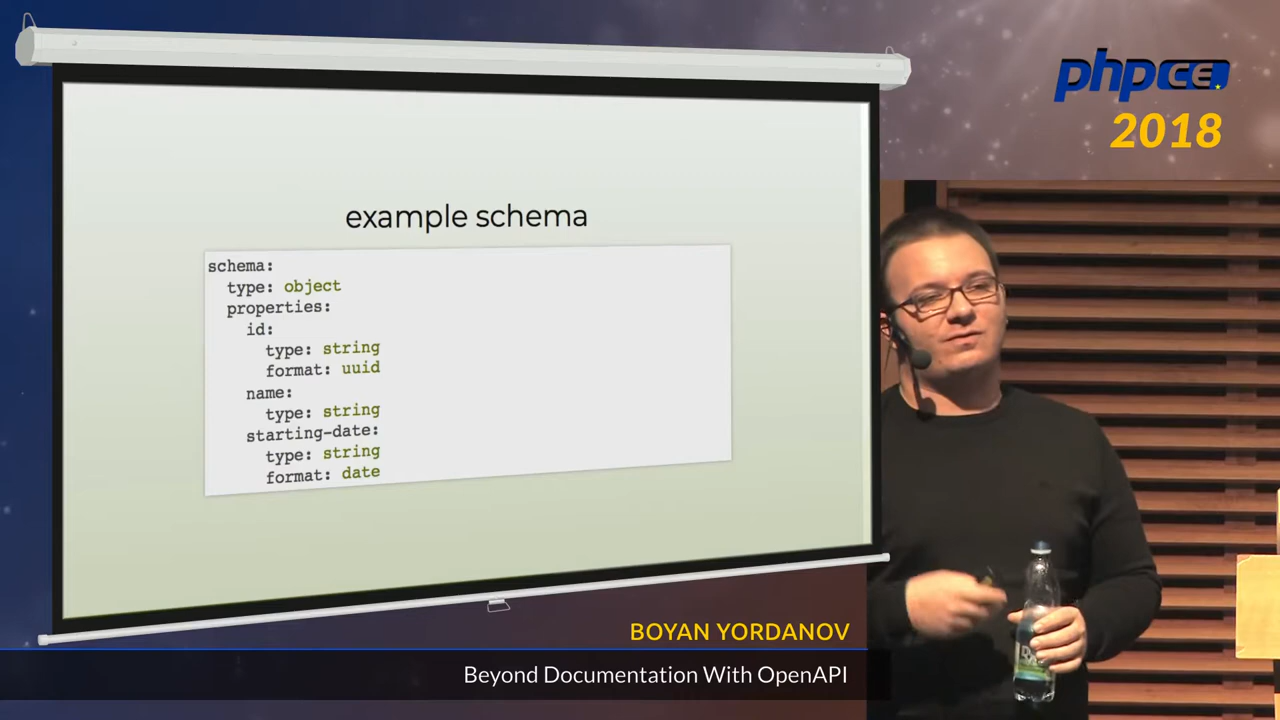 phpce.
2018
example schema
schema:
type: object
properties:
id:
type: string
format: uuid
name:
type: string
starting-date:
type: string
format: date
BOYAN YORDANOV
Beyond Documentation With OpenAPI